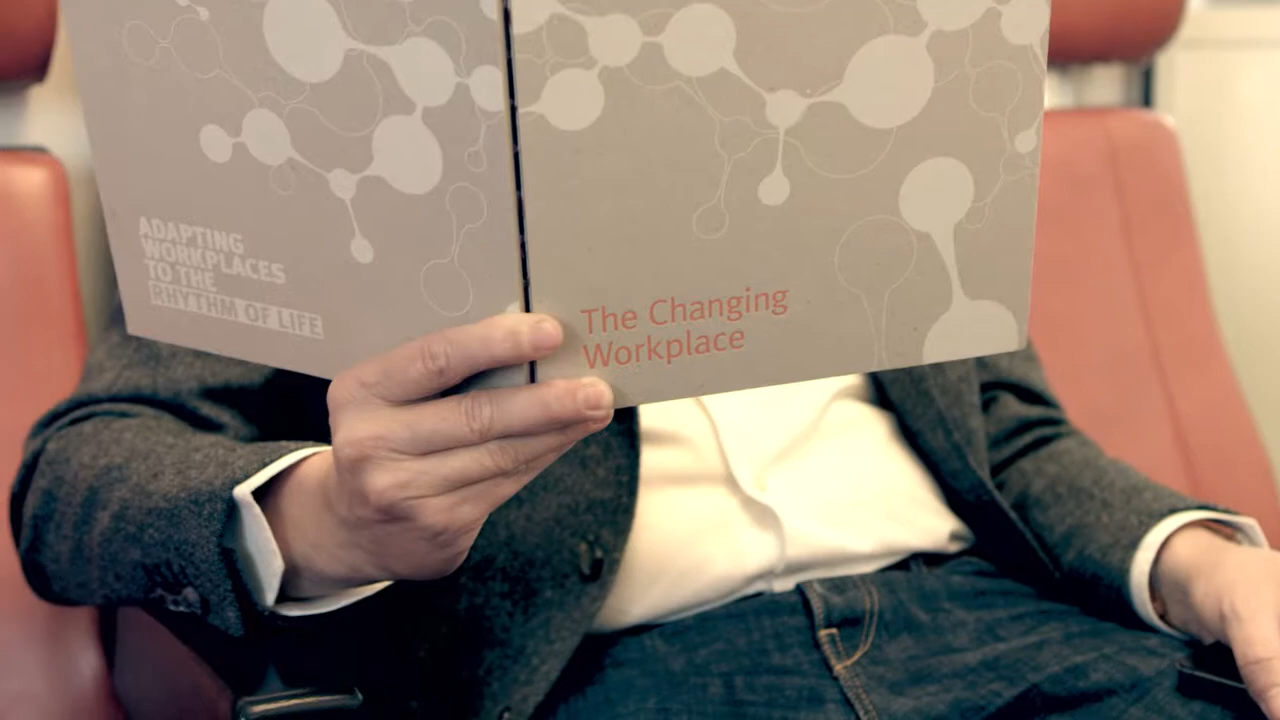 ADAPTING
WORKPLACES
TO THE
RHYTHM OF LIFE
The Changing
Workplace